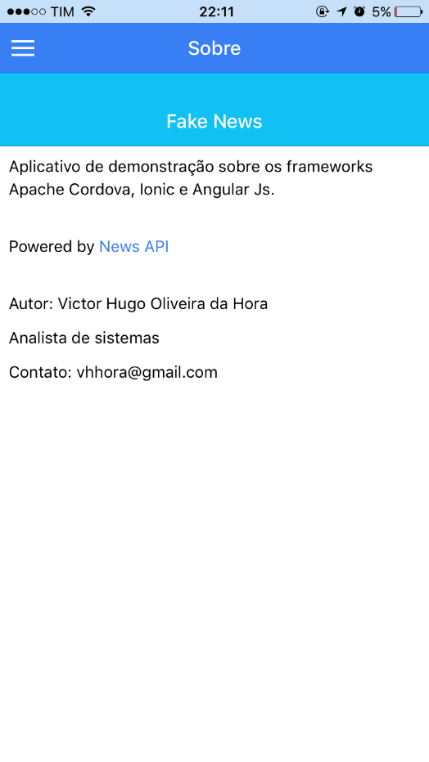 TIM 22:11 5%
Sobre
Fake News
Aplicativo de demonstração sobre os frameworks
Apache Cordova, Ionic e Angular Js.
Powered by News API
Autor: Victor Hugo Oliveira da Hora
Analista de sistemas
Contato: vhhora@gmail.com